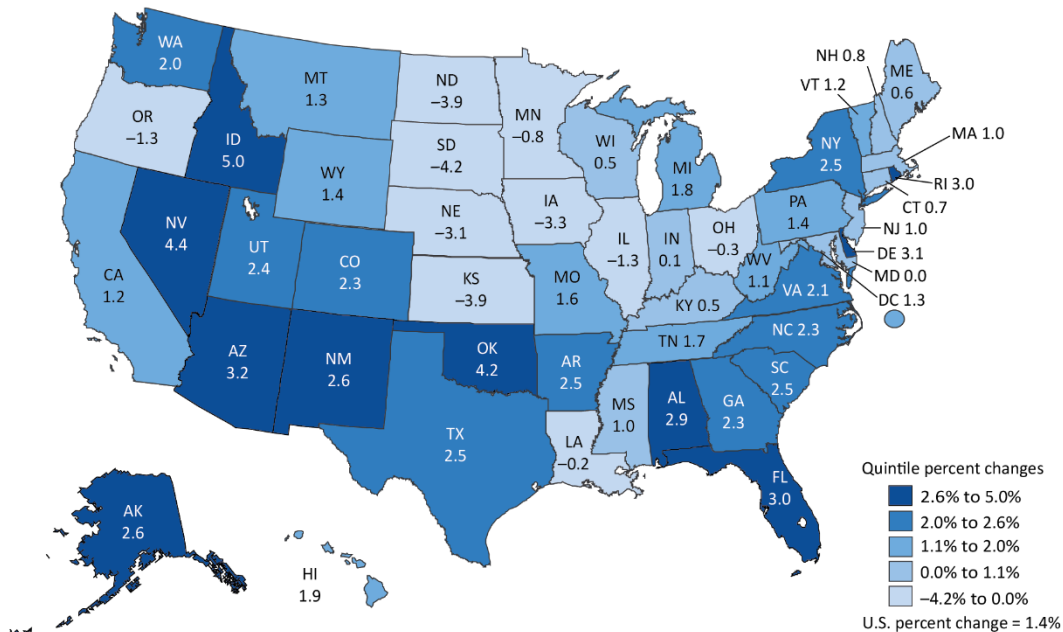 WA
2.0
MT
1.3
ND
−3.9
MN
−0.8
NH 0.8
ME
0.6
VT 1.2
OR
−1.3
ID
5.0
SD
−4.2
WI
0.5
MI
1.8
NY
2.5
MA 1.0
WY
1.4
RI 3.0
CT 0.7
NV
4.4
NE
−3.1
IA
−3.3
PA
1.4
NJ 1.0
UT
2.4
CO
2.3
IL
−1.3
IN
0.1
OH
−0.3
DE 3.1
MD 0.0
CA
1.2
KS
−3.9
MO
1.6
WV
1.1
VA 2.1
DC 1.3
KY 0.5
AZ
3.2
NM
2.6
OK
4.2
AR
2.5
TN 1.7
NC 2.3
SC
2.5
MS
1.0
AL
2.9
GA
2.3
TX
2.5
LA
−0.2
FL
3.0
AK
2.6
HI
1.9
Quintile percent changes
2.6% to 5.0%
2.0% to 2.6%
1.1% to 2.0%
0.0% to 1.1%
−4.2% to 0.0%
U.S. percent change = 1.4%